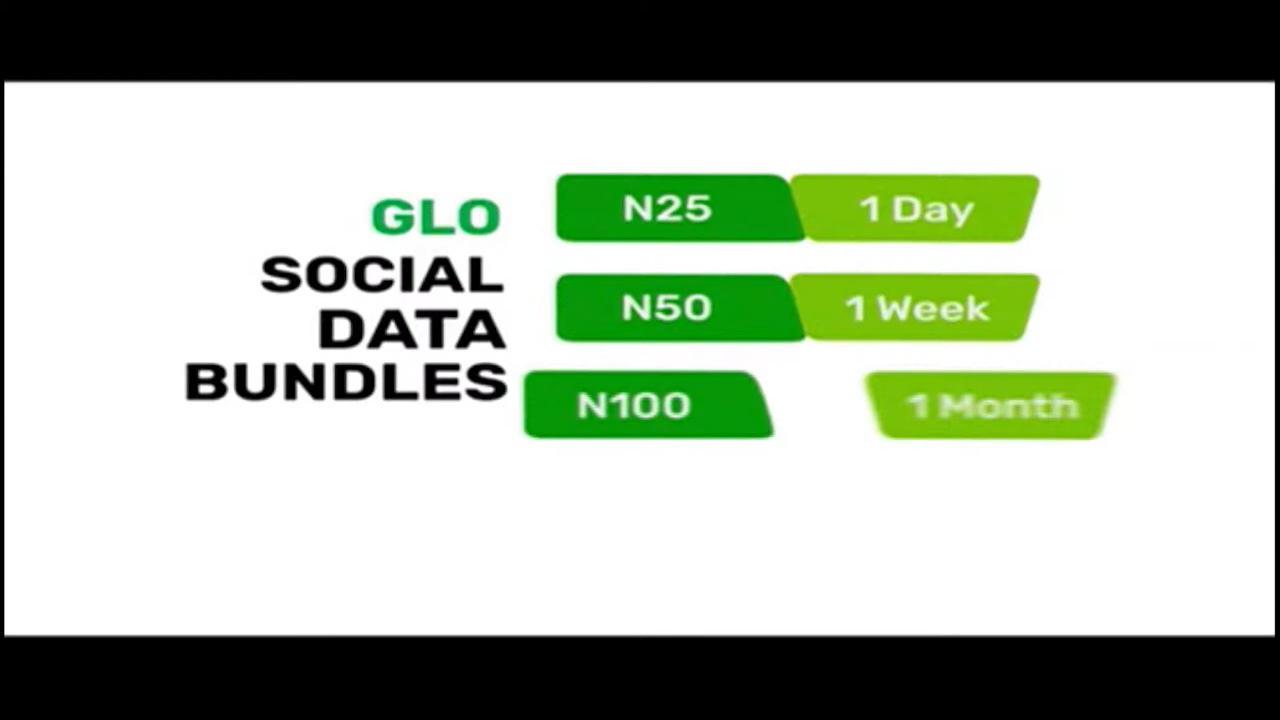 GLO
SOCIAL
DATA
BUNDLES
N25 1 Day
N50 1 Week
N100 1 Month